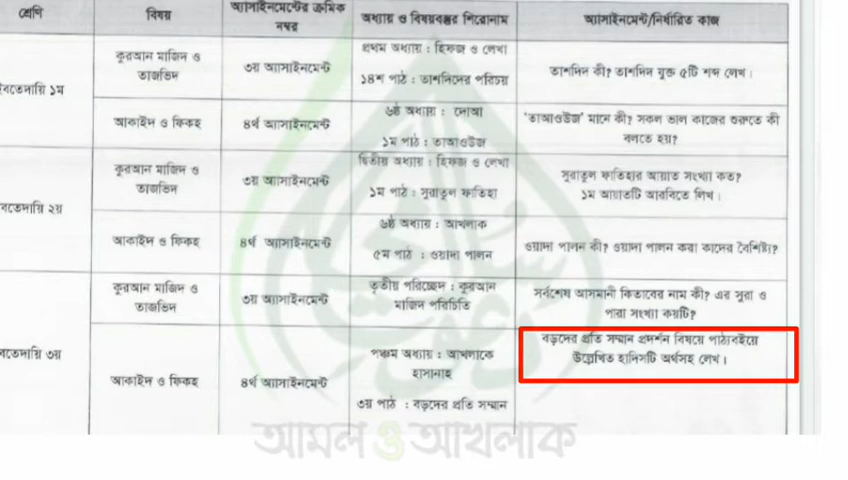 শ্রেণি
বিষয়
অ্যাসাইনমেন্টের ক্রমিক
নম্বর
অধ্যায় ও বিষয়বস্তুর শিরোনাম
অ্যাসাইনমেন্ট/নির্ধারিত কাজ
ইবতেদায়ি ১ম
কুরআন মাজিদ ও
তাজভিদ
৩য় অ্যাসাইনমেন্ট
প্রথম অধ্যায় : হিফজ ও লেখা
১৪শ পাঠ : তাশদিদের পরিচয়
তাশদিদ কী? তাশদিদ যুক্ত ৫টি শব্দ লেখ।
আকাইদ ও ফিকহ
৪র্থ অ্যাসাইনমেন্ট
৬ষ্ঠ অধ্যায় : দোআ
১ম পাঠ : তাআওউজ
'তাআওউজ' মানে কী? সকল ভাল কাজের শুরুতে কী
বলতে হয়?
বতেদায়ি ২য়
কুরআন মাজিদ ও
তাজভিদ
৩য় অ্যাসাইনমেন্ট
দ্বিতীয় অধ্যায় : হিফজ ও লেখা
১ম পাঠ : সুরাতুল ফাতিহা
সুরাতুল ফাতিহার আয়াত সংখ্যা কত?
১ম আয়াতটি আরবিতে লিখ।
আকাইদ ও ফিকহ
৪র্থ অ্যাসাইনমেন্ট
৬ষ্ঠ অধ্যায় : আখলাক
৫ম পাঠ : ওয়াদা পালন
ওয়াদা পালন কী? ওয়াদা পালন করা কাদের বৈশিষ্ট্য?
বতেদায়ি ৩য়
কুরআন মাজিদ ও
তাজভিদ
৩য় অ্যাসাইনমেন্ট
তৃতীয় পরিচ্ছেদ : কুরআন
মাজিদ পরিচিতি
সর্বশেষ আসমানী কিতাবের নাম কী? এর সুরা ও
পারা সংখ্যা কয়টি?
আকাইদ ও ফিকহ
৪র্থ অ্যাসাইনমেন্ট
পঞ্চম অধ্যায় : আখলাকে
হাসানাহ
৩য় পাঠ : বড়দের প্রতি সম্মান
বড়দের প্রতি সম্মান প্রদর্শন বিষয়ে পাঠ্যবইয়ে
উল্লেখিত হাদিসটি অর্থসহ লেখ।
আমল ও আখলাক